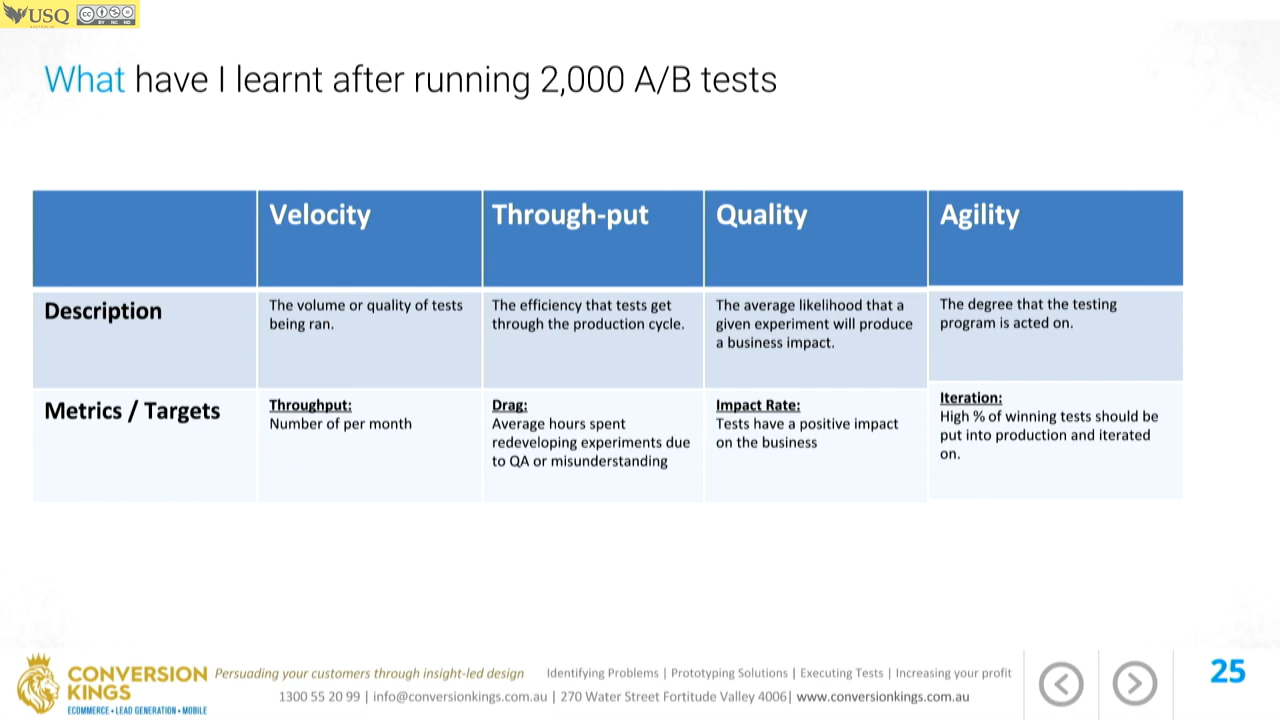 USQ
AUSTRALIA
cc
BY NC ND
What have I learnt after running 2,000 A/B tests
Velocity
Through-put
Quality
Agility
Description
The volume or quality of tests
being ran.
The efficiency that tests get
through the production cycle.
The average likelihood that a
given experiment will produce
a business impact.
The degree that the testing
program is acted on.
Metrics / Targets
Throughput:
Number of per month
Drag:
Average hours spent
redeveloping experiments due
to QA or misunderstanding
Impact Rate:
Tests have a positive impact
on the business
Iteration:
High % of winning tests should be
put into production and iterated
on.
CONVERSION
KINGS
ECOMMERCE • LEAD GENERATION • MOBILE
Persuading your customers through insight-led design
Identifying Problems | Prototyping Solutions | Executing Tests | Increasing your profit
1300 55 20 99 | info@conversionkings.com.au | 270 Water Street Fortitude Valley 4006| www.conversionkings.com.au
25